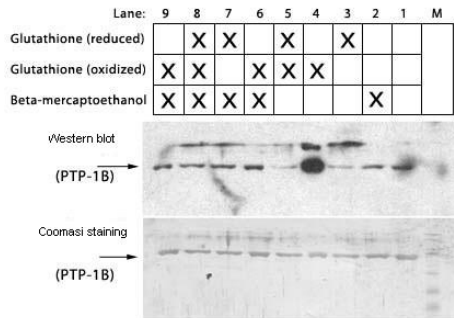 Lane: 9 8 7 6 5 4 3 2 1 M
Glutathione (reduced) X X X X
Glutathione (oxidized) X X X X X
Beta-mercaptoethanol X X X X X
Western blot
(PTP-1B)
Coomasi staining
(PTP-1B)